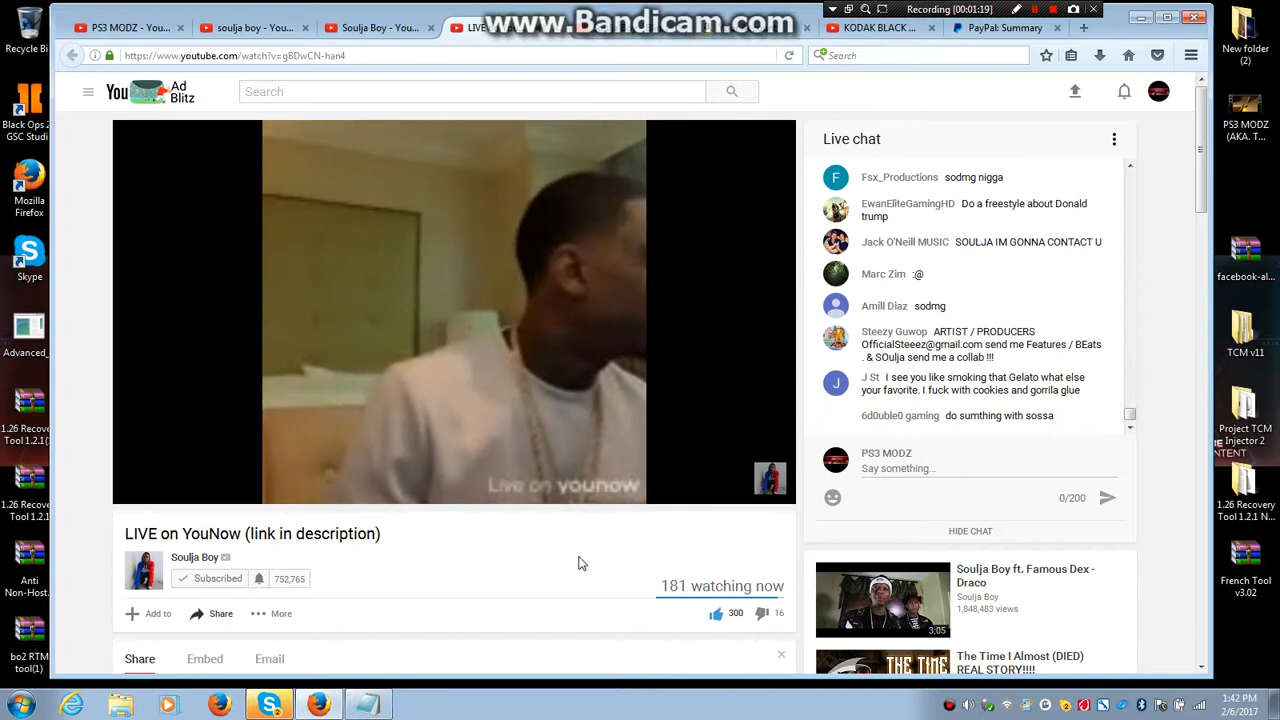 www.Bandicam.com
Recording [00:01:19]
PS3 MODZ - You...
soulja boy - You...
Soulja Boy - You...
LIVE
KODAK BLACK ...
PayPal: Summary
https://www.youtube.com/watch?v=gBDwCN-han4
Search
You
Ad
Blitz
Search
Live chat
Fsx_Productions sodmg nigga
EwanEliteGamingHD Do a freestyle about Donald
trump
Jack O'Neill MUSIC SOULJA IM GONNA CONTACT U
Marc Zim :@
Amill Diaz sodmg
Steezy Guwop ARTIST / PRODUCERS
OfficialSteeez@gmail.com send me Features / BEats
. & SOulja send me a collab !!!
J St I see you like smoking that Gelato what else
your favorite. I fuck with cookies and gorrila glue
6d0uble0 gaming do sumthing with sossa
PS3 MODZ
Say something...
0/200
HIDE CHAT
Live on younow
LIVE on YouNow (link in description)
Soulja Boy
Subscribed
752,765
181 watching now
Add to
Share
More
300
16
Share
Embed
Email
Soulja Boy ft. Famous Dex -
Draco
Soulja Boy
1,848,483 views
3:05
THE TIME
The Time I Almost (DIED)
REAL STORY!!!!
Recycle Bin
Black Ops 2
GSC Studio
Mozilla
Firefox
Skype
Advanced_
1.26 Recovery
Tool 1.2.1(
1.26 Recovery
Tool 1.2.1(
Anti
Non-Host.
bo2 RTM
tool(1)
New folder
(2)
PS3 MODZ
(AKA. T...
facebook-al...
TCM v11
Project TCM
Injector 2
1.26 Recovery
Tool 1.2.1 N...
French Tool
v3.02
1:42 PM
2/6/2017